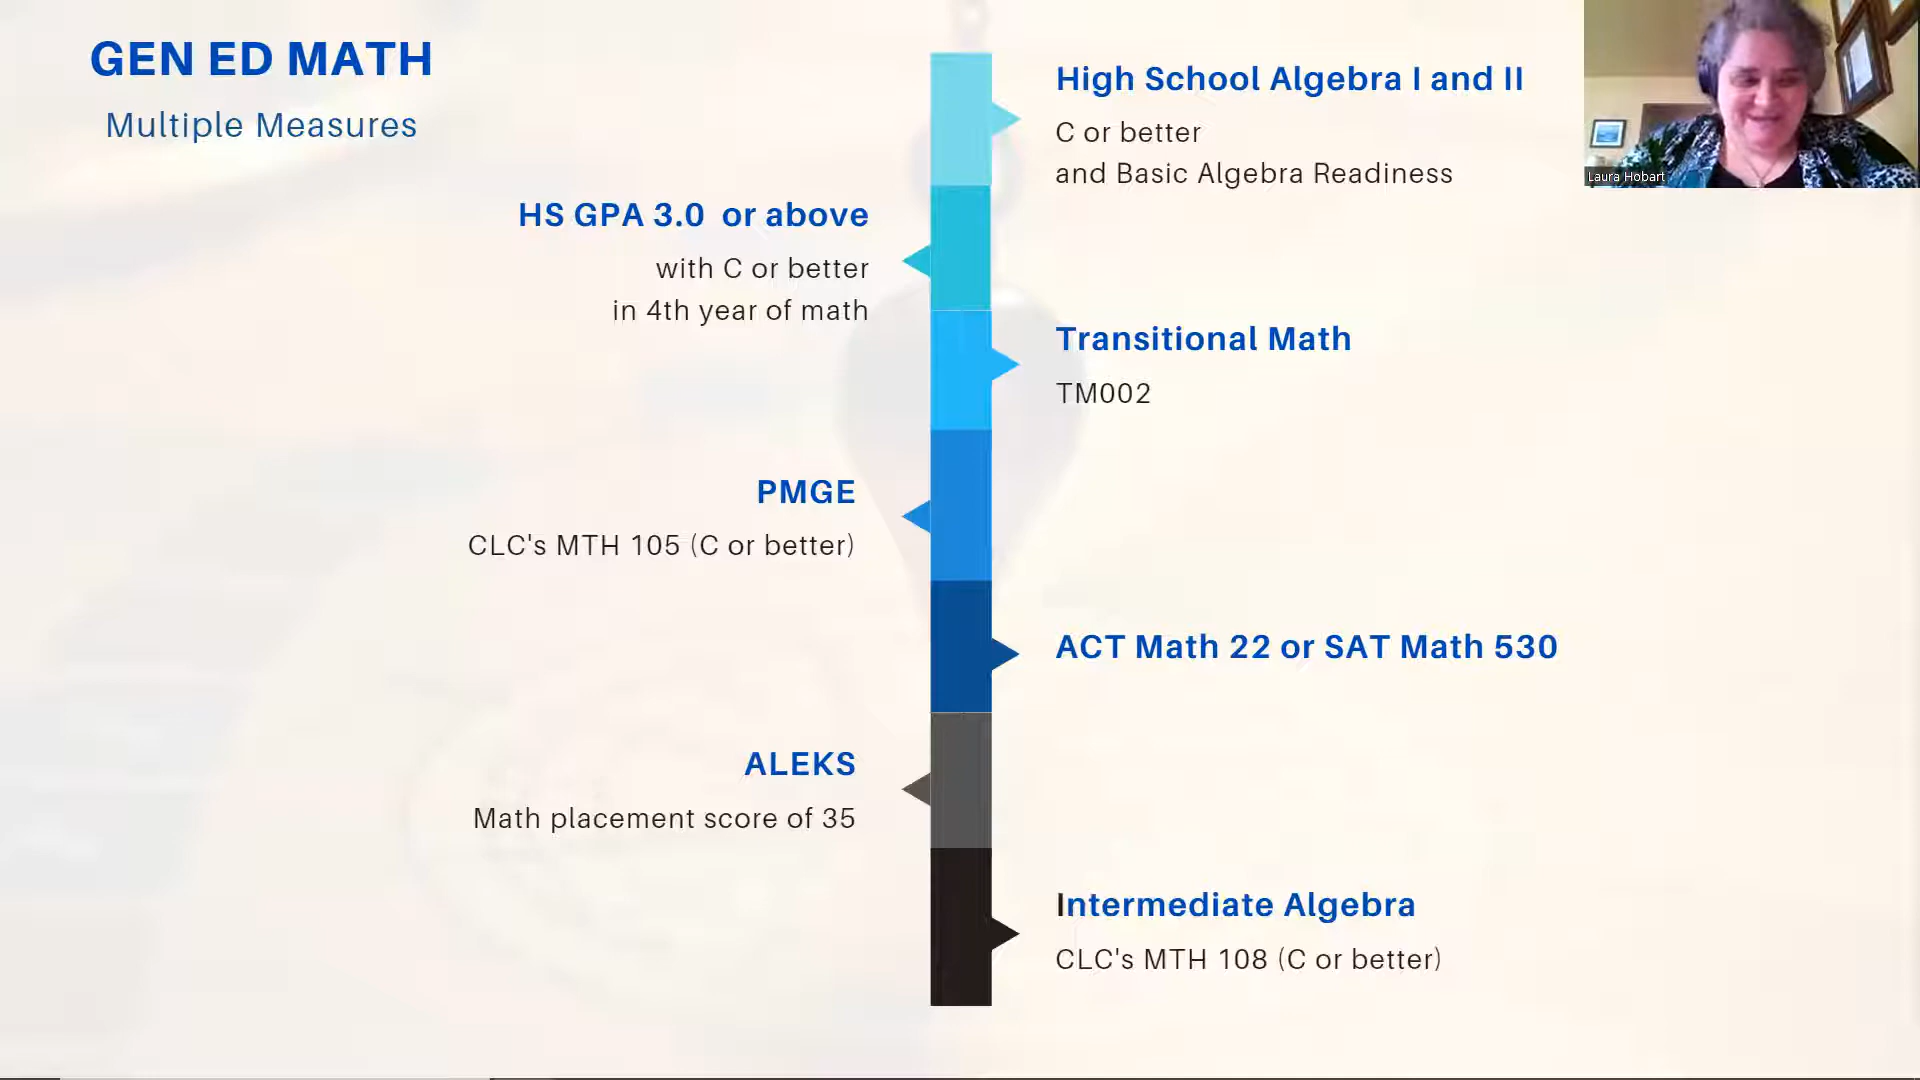 GEN ED MATH
Multiple Measures
High School Algebra I and II
C or better
and Basic Algebra Readiness
Laura Hobart
HS GPA 3.0 or above
with C or better
in 4th year of math
Transitional Math
TM002
PMGE
CLC's MTH 105 (C or better)
ACT Math 22 or SAT Math 530
ALEKS
Math placement score of 35
Intermediate Algebra
CLC's MTH 108 (C or better)